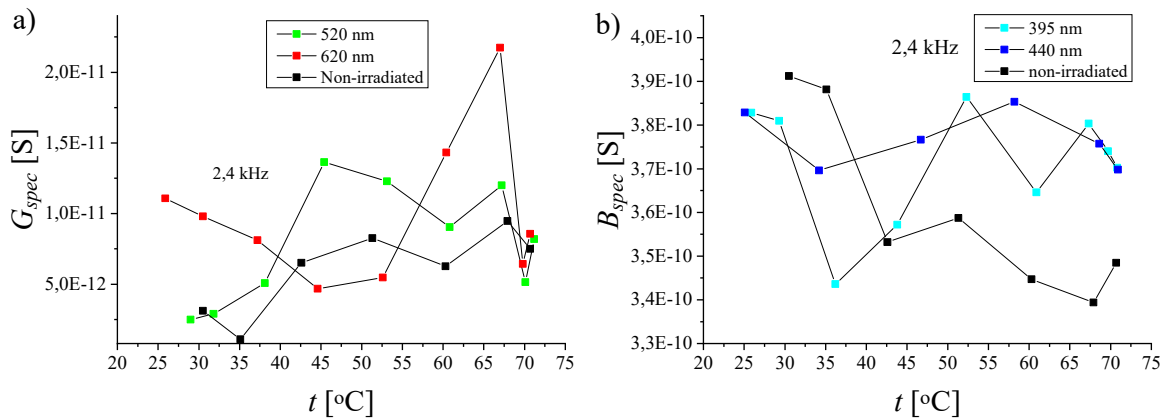 a)
520 nm
620 nm
Non-irradiated
2,4 kHz
2,0E-11
1,5E-11
1,0E-11
5,0E-12
G_spec [S]
20 25 30 35 40 45 50 55 60 65 70 75
t [°C]
b)
395 nm
440 nm
non-irradiated
2,4 kHz
4,0E-10
3,9E-10
3,8E-10
3,7E-10
3,6E-10
3,5E-10
3,4E-10
3,3E-10
B_spec [S]
20 25 30 35 40 45 50 55 60 65 70 75
t [°C]